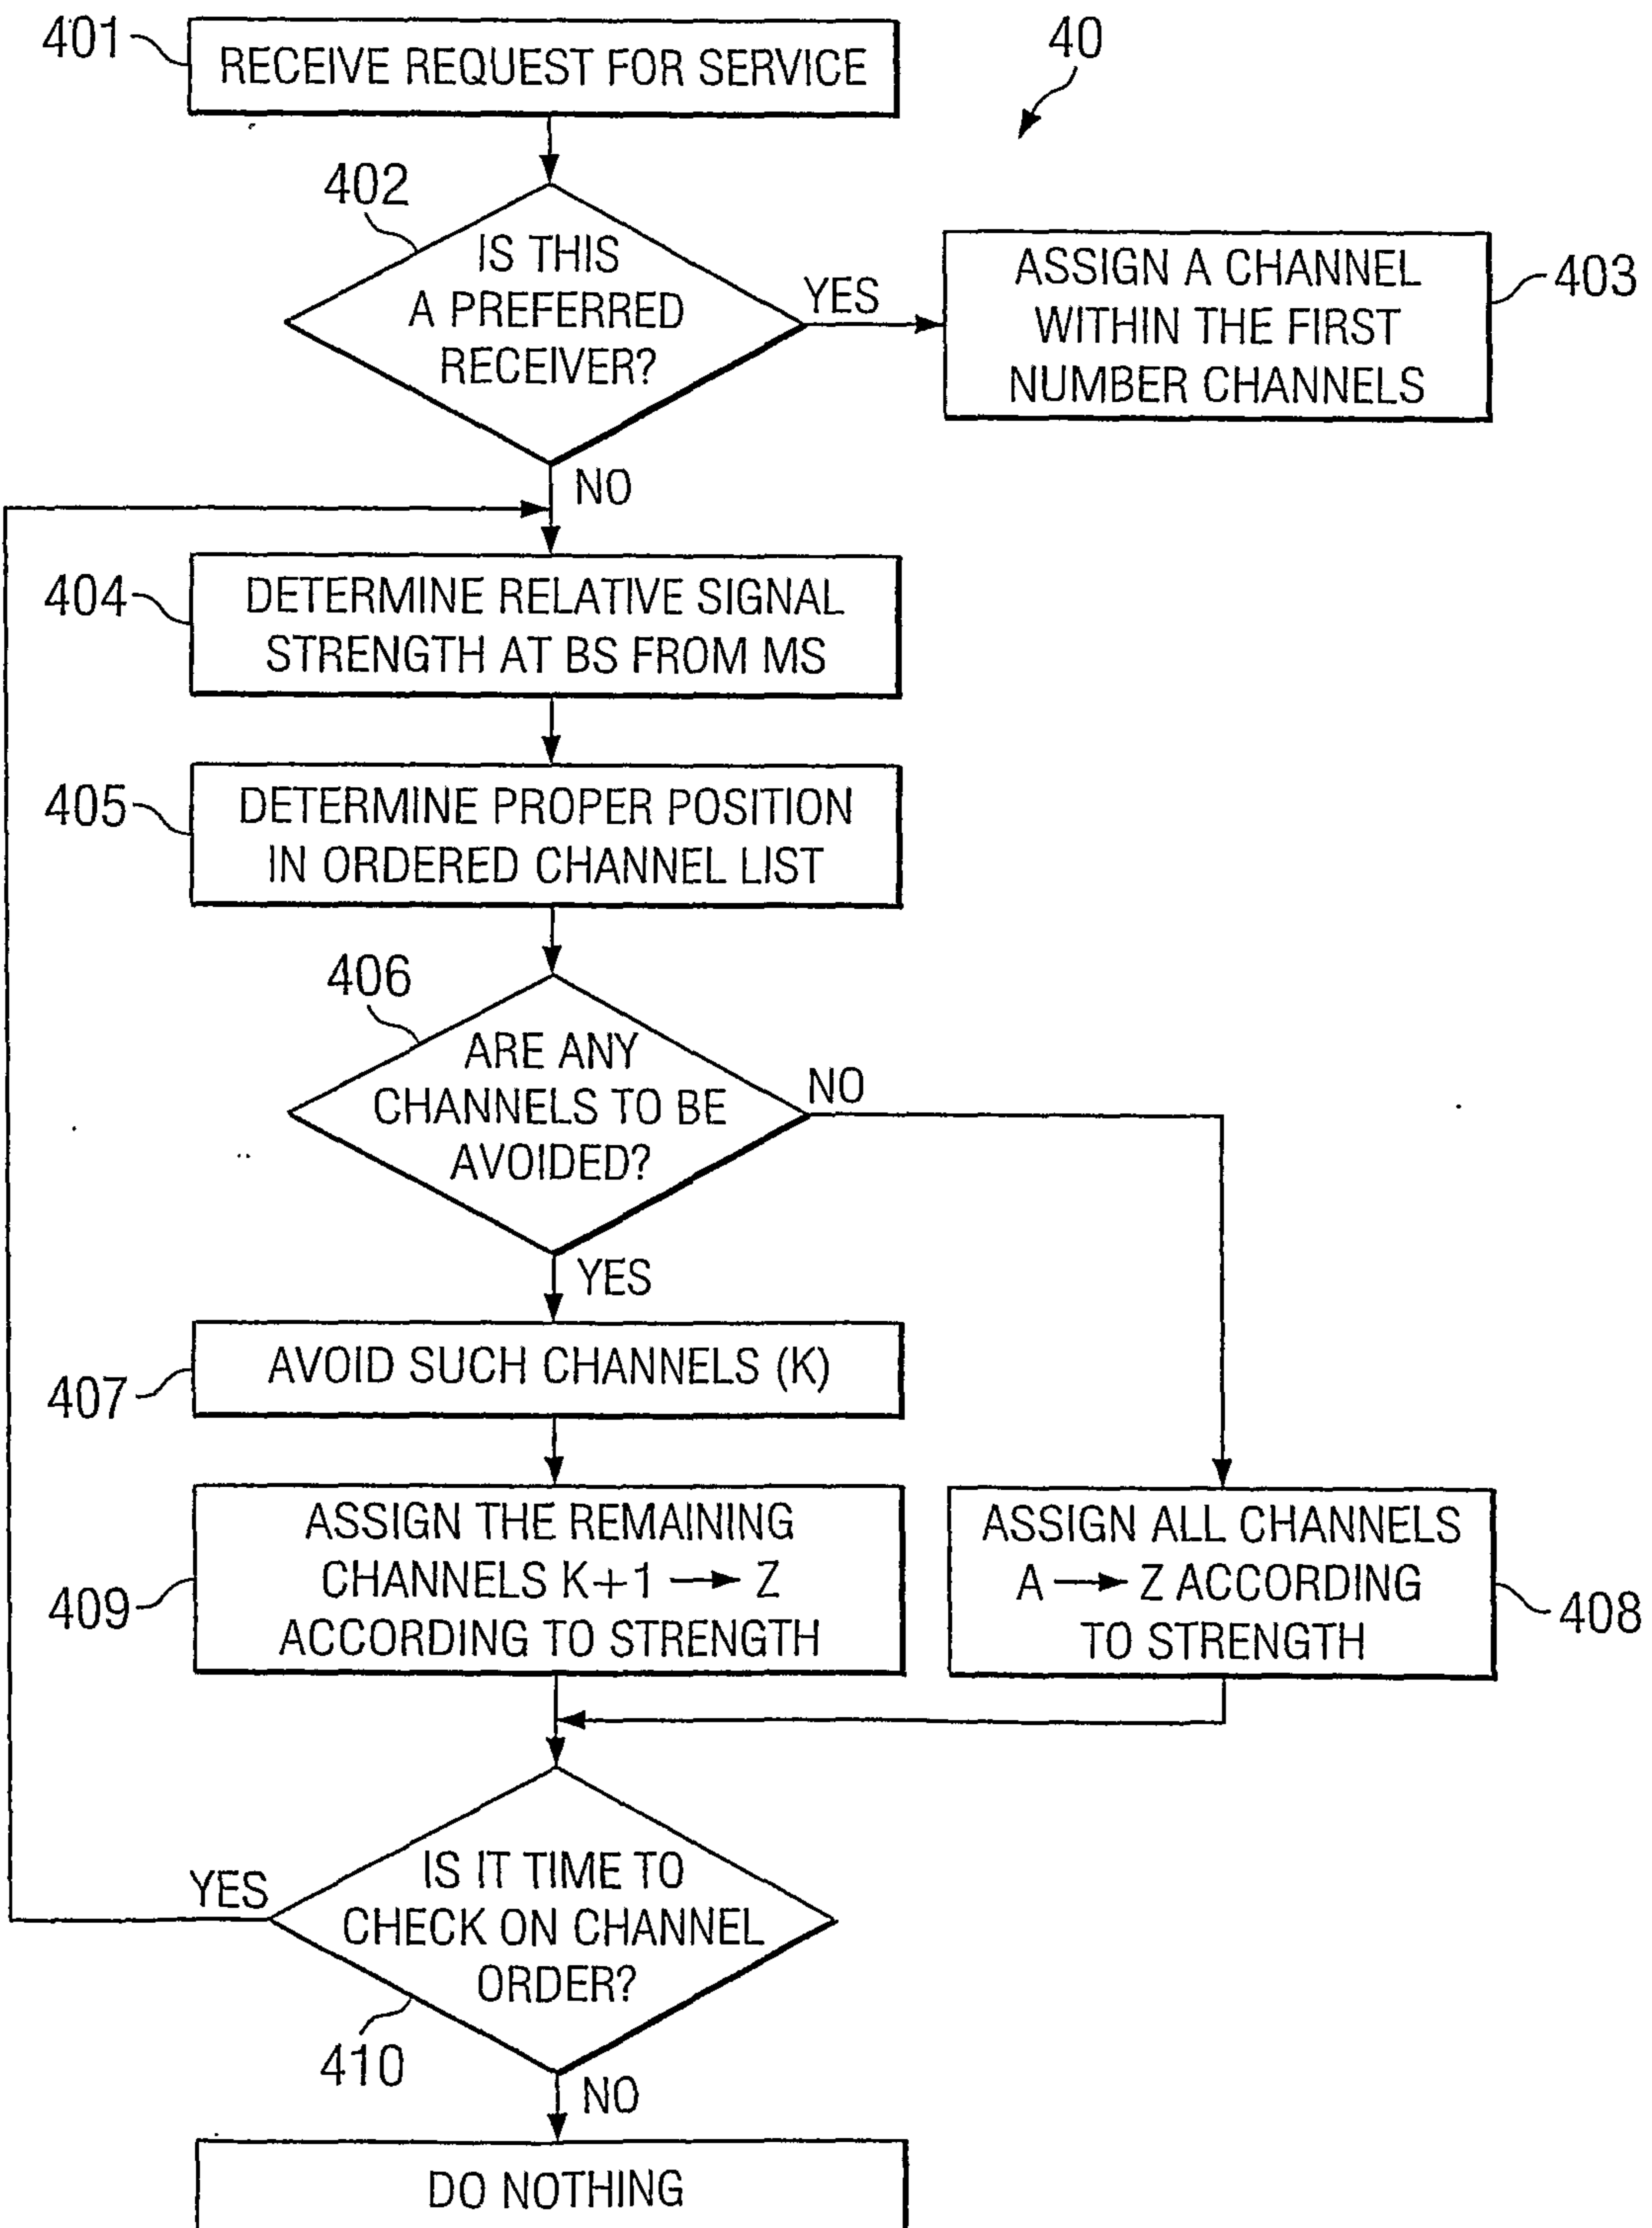 401
RECEIVE REQUEST FOR SERVICE
40
402
IS THIS
A PREFERRED
RECEIVER?
YES
ASSIGN A CHANNEL
WITHIN THE FIRST
NUMBER CHANNELS
403
NO
404
DETERMINE RELATIVE SIGNAL
STRENGTH AT BS FROM MS
405
DETERMINE PROPER POSITION
IN ORDERED CHANNEL LIST
406
ARE ANY
CHANNELS TO BE
AVOIDED?
NO
YES
407
AVOID SUCH CHANNELS (K)
409
ASSIGN THE REMAINING
CHANNELS K+1 → Z
ACCORDING TO STRENGTH
ASSIGN ALL CHANNELS
A → Z ACCORDING
TO STRENGTH
408
YES
IS IT TIME TO
CHECK ON CHANNEL
ORDER?
410
NO
DO NOTHING